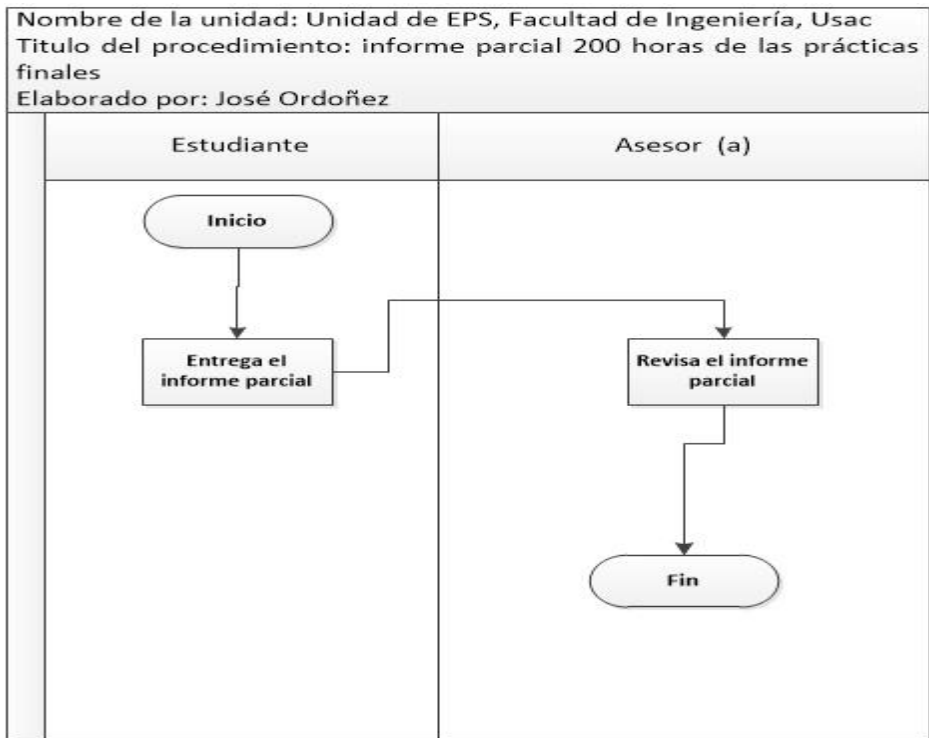 Nombre de la unidad: Unidad de EPS, Facultad de Ingeniería, Usac
Titulo del procedimiento: informe parcial 200 horas de las prácticas
finales
Elaborado por: José Ordoñez
Estudiante
Asesor (a)
Inicio
Entrega el
informe parcial
Revisa el informe
parcial
Fin